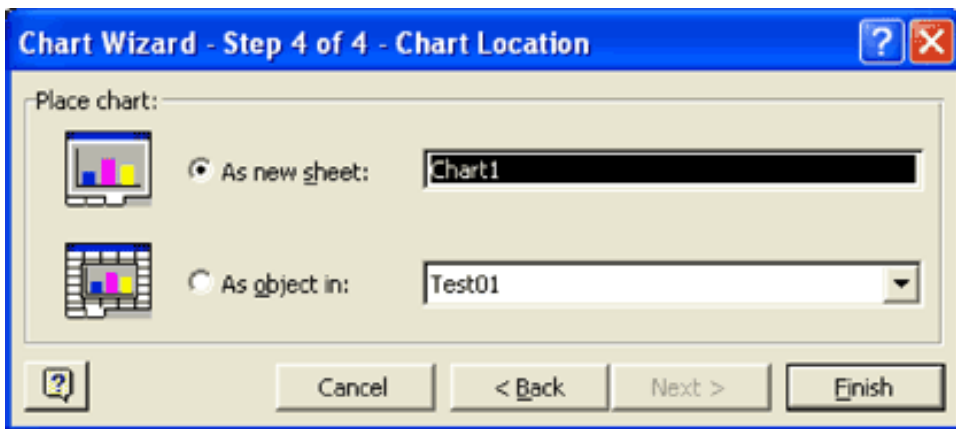 Chart Wizard - Step 4 of 4 - Chart Location
Place chart:
As new sheet: Chart1
As object in: Test01
Cancel < Back Next > Finish